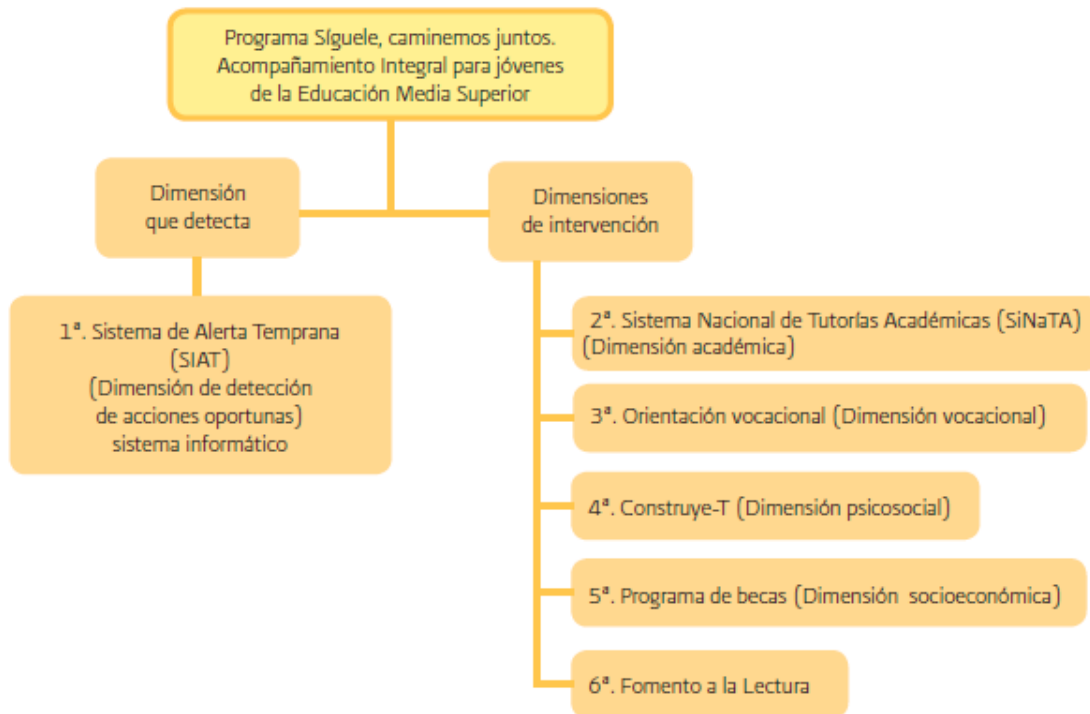 Programa Síguele, caminemos juntos.
Acompañamiento Integral para jóvenes
de la Educación Media Superior
Dimensión
que detecta
Dimensiones
de intervención
1ª. Sistema de Alerta Temprana
(SIAT)
(Dimensión de detección
de acciones oportunas)
sistema informático
2ª. Sistema Nacional de Tutorías Académicas (SiNaTA)
(Dimensión académica)
3ª. Orientación vocacional (Dimensión vocacional)
4ª. Construye-T (Dimensión psicosocial)
5ª. Programa de becas (Dimensión socioeconómica)
6ª. Fomento a la Lectura